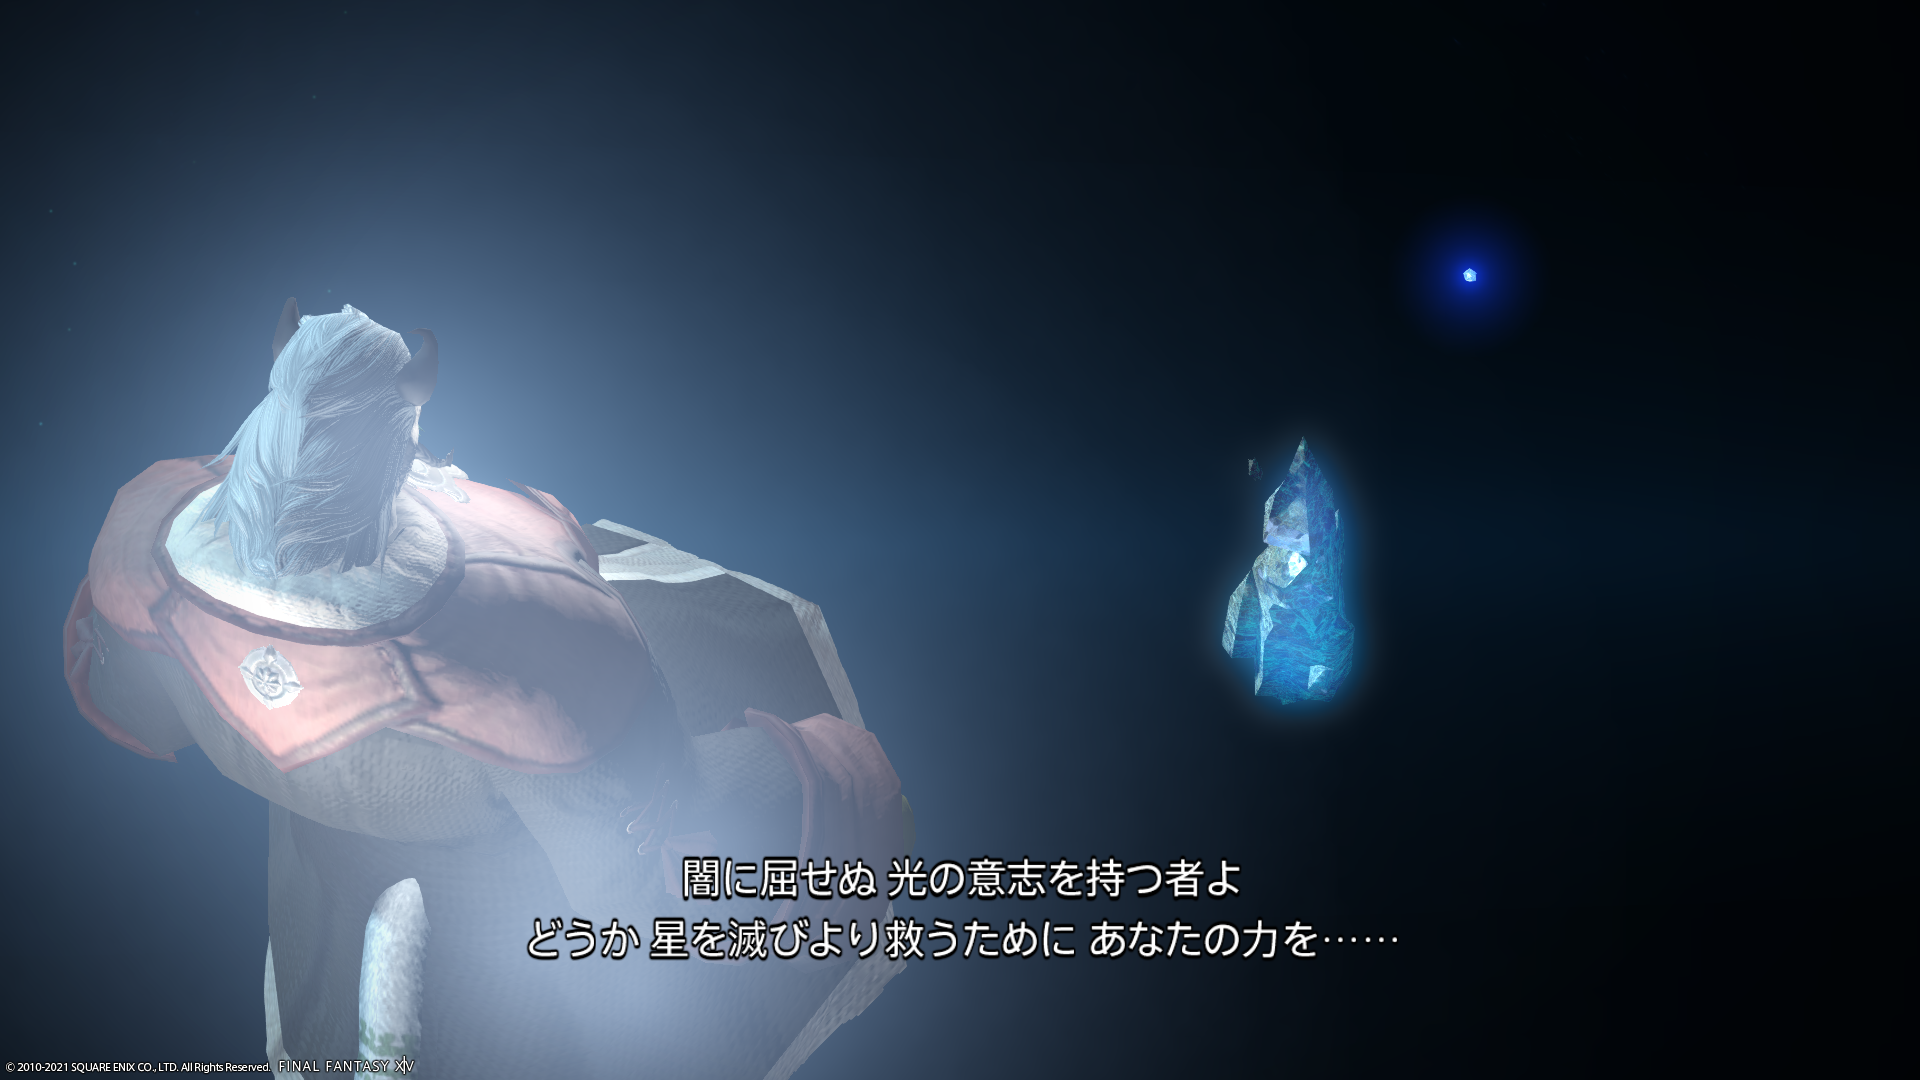 闇に屈せぬ 光の意志を持つ者よ
どうか 星を滅びより救うために あなたの力を……
© 2010-2021 SQUARE ENIX CO., LTD. All Rights Reserved. FINAL FANTASY XIV